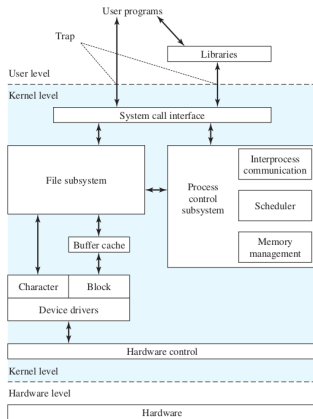 User programs
Trap
Libraries
User level
Kernel level
System call interface
File subsystem
Process
control
subsystem
Interprocess
communication
Scheduler
Memory
management
Buffer cache
Character
Block
Device drivers
Hardware control
Kernel level
Hardware level
Hardware